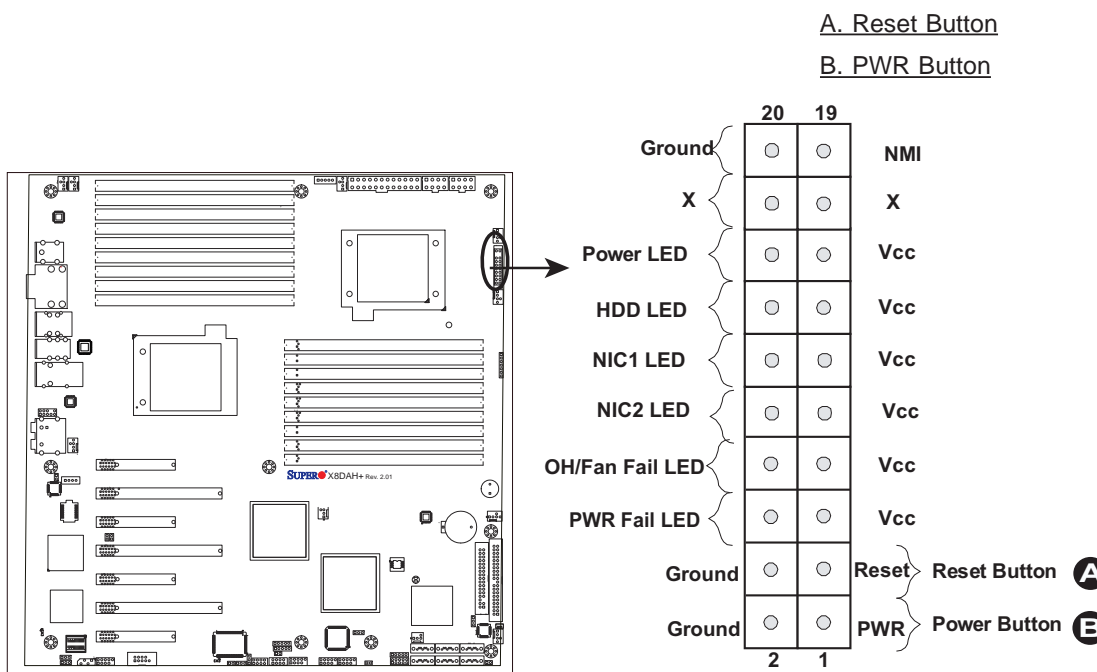 A. Reset Button
B. PWR Button
20 19
Ground NMI
X X
Power LED Vcc
HDD LED Vcc
NIC1 LED Vcc
NIC2 LED Vcc
OH/Fan Fail LED Vcc
PWR Fail LED Vcc
Ground Reset Reset Button A
Ground PWR Power Button B
2 1
SUPER X8DAH+ Rev. 2.01